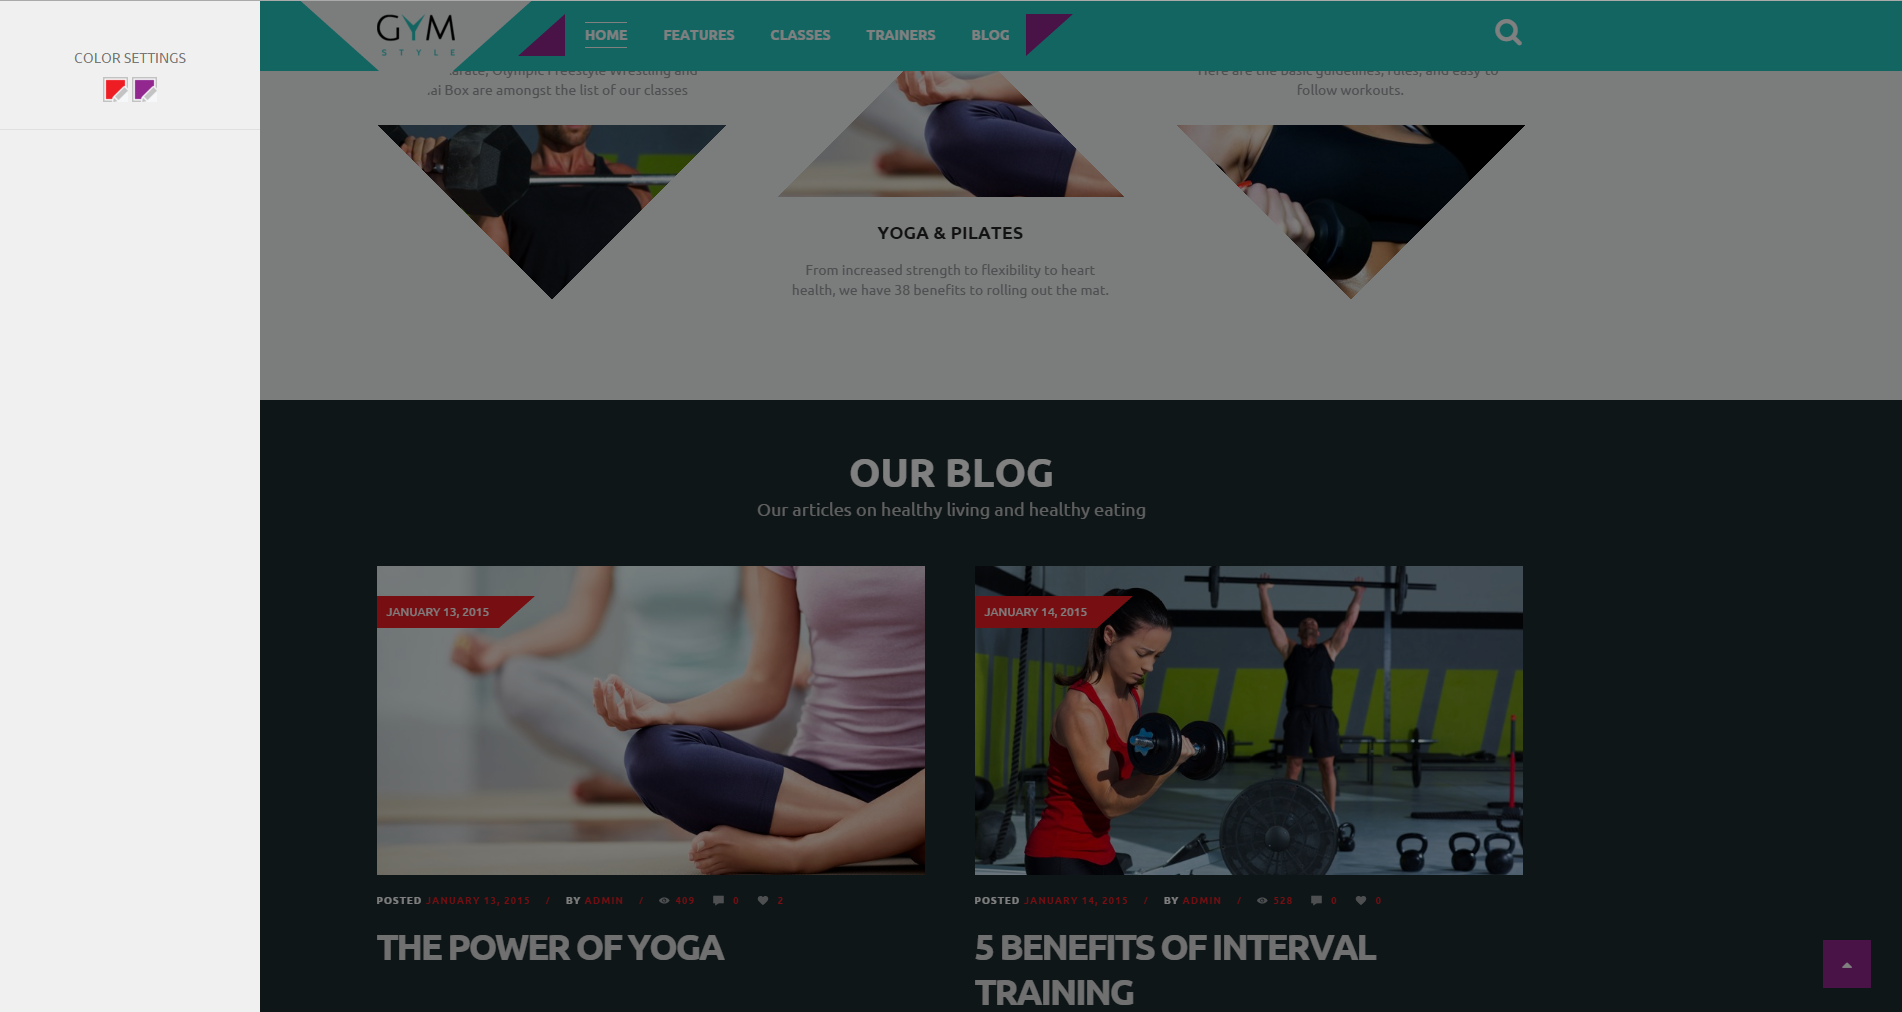 COLOR SETTINGS
GYM
STYLE
HOME
FEATURES
CLASSES
TRAINERS
BLOG
Olympic Freestyle Wrestling and
Box are amongst the list of our classes
Here are the basic guidelines, rules, and easy to
follow workouts.
YOGA & PILATES
From increased strength to flexibility to heart
health, we have 38 benefits to rolling out the mat.
OUR BLOG
Our articles on healthy living and healthy eating
JANUARY 13, 2015
JANUARY 14, 2015
POSTED JANUARY 13, 2015 / BY ADMIN / 409 0 2
POSTED JANUARY 14, 2015 / BY ADMIN / 528 0 0
THE POWER OF YOGA
5 BENEFITS OF INTERVAL
TRAINING